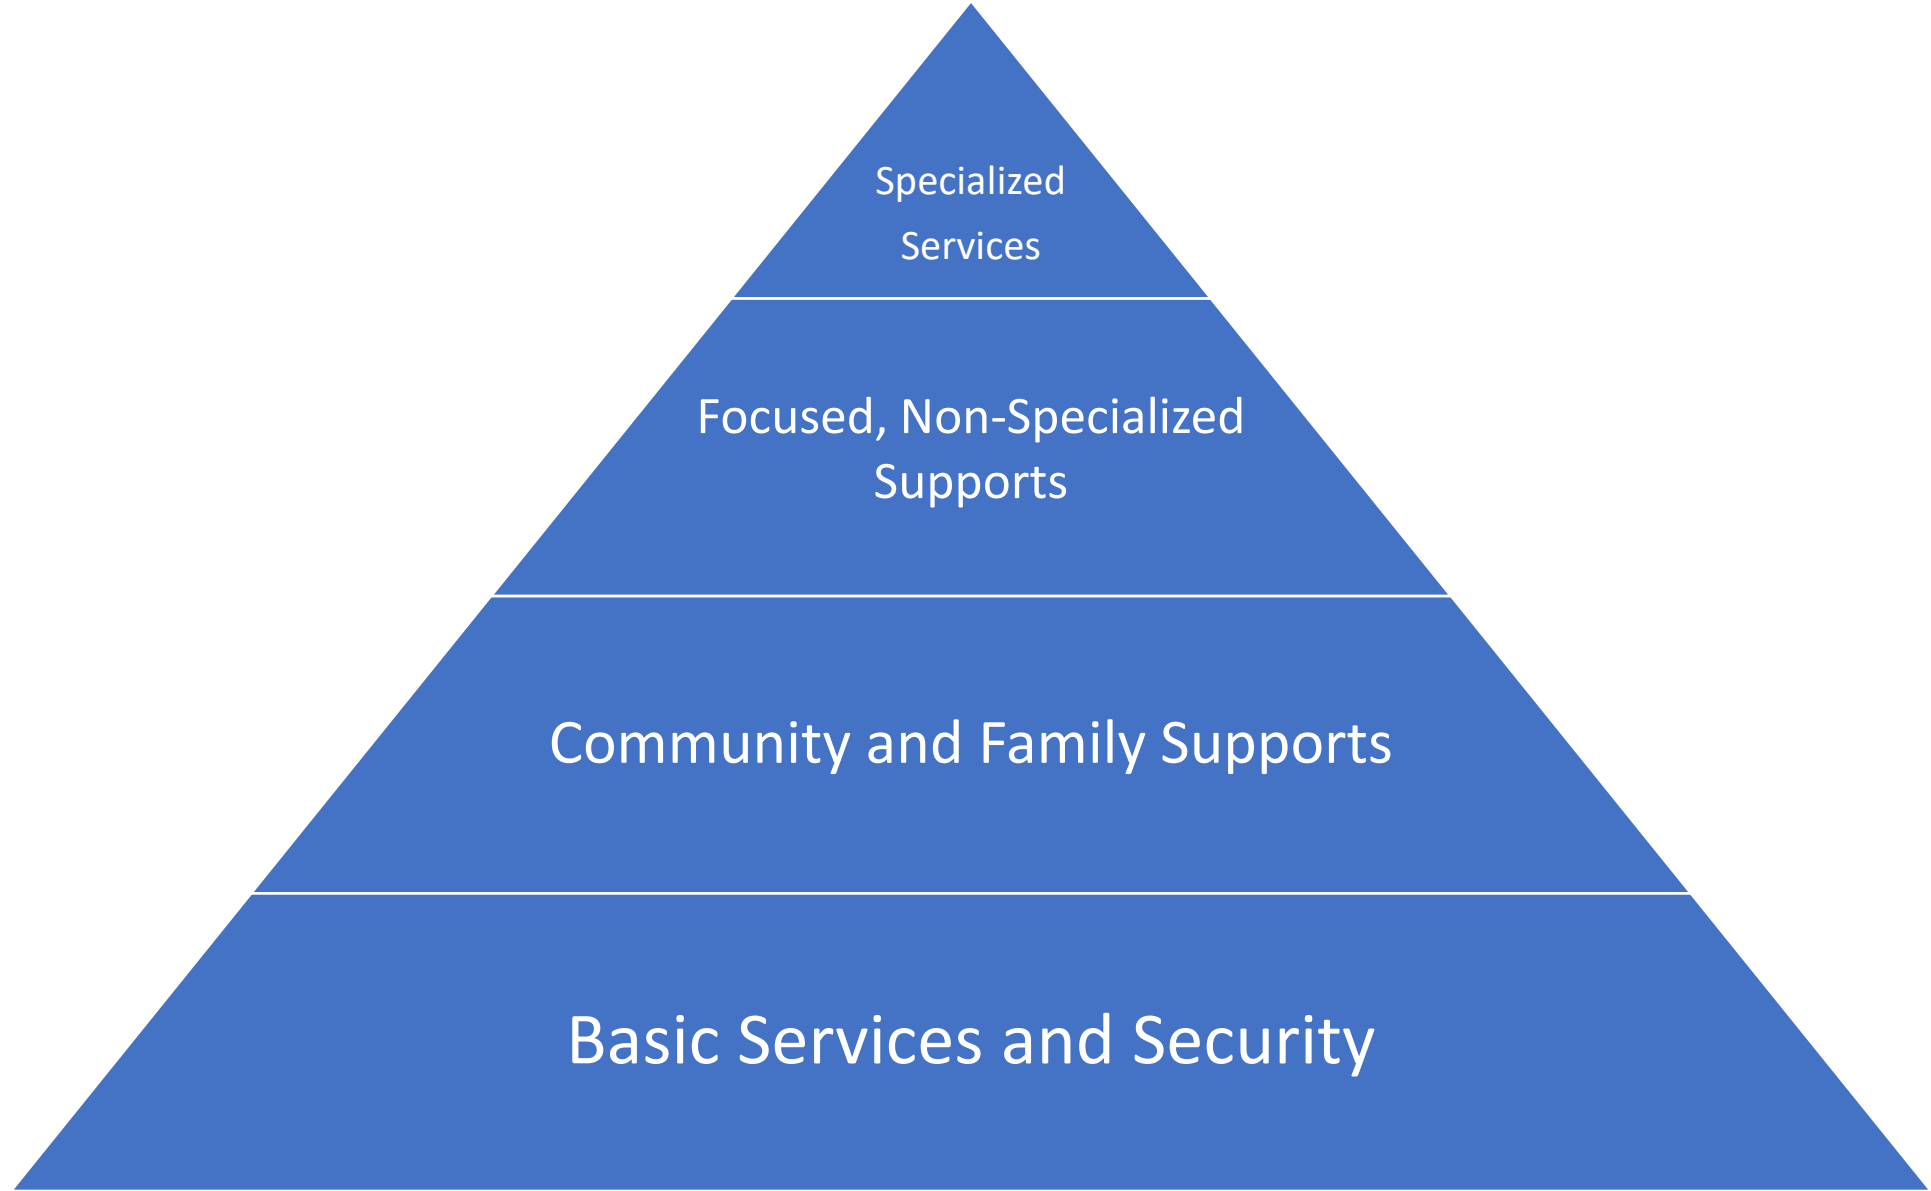 Specialized
Services
Focused, Non-Specialized
Supports
Community and Family Supports
Basic Services and Security